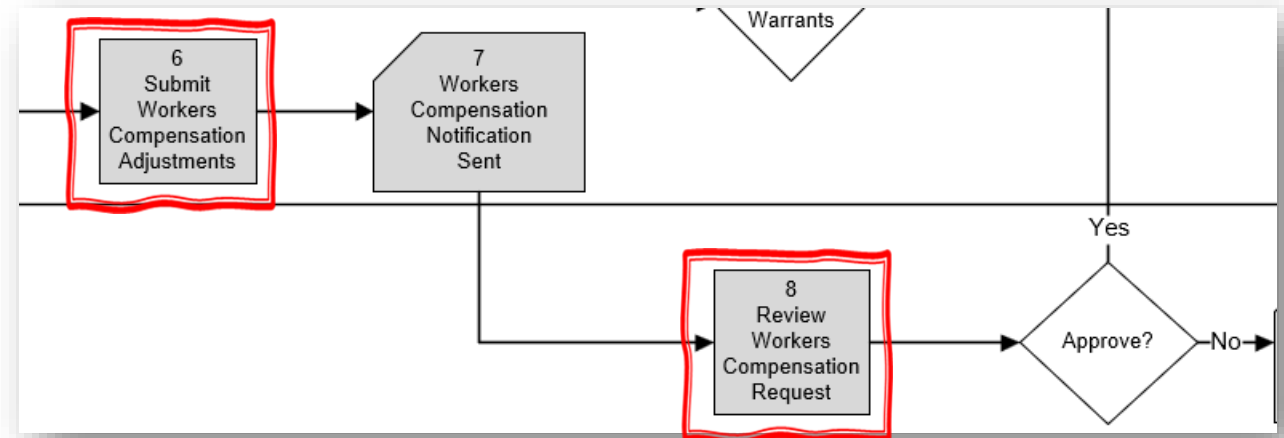 Warrants
6
Submit
Workers
Compensation
Adjustments
7
Workers
Compensation
Notification
Sent
Yes
8
Review
Workers
Compensation
Request
Approve?
No